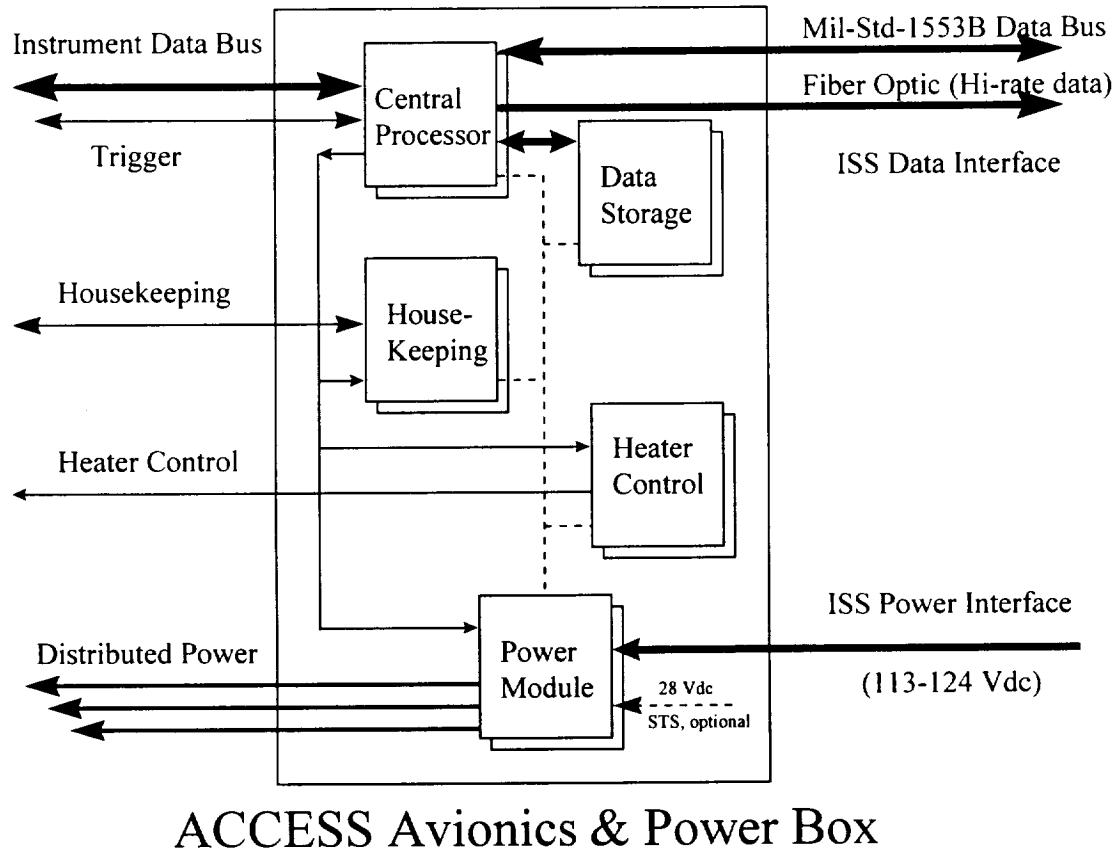 Instrument Data Bus
Trigger
Central
Processor
Mil-Std-1553B Data Bus
Fiber Optic (Hi-rate data)
ISS Data Interface
Data
Storage
Housekeeping
House-
Keeping
Heater Control
Heater
Control
ISS Power Interface
(113-124 Vdc)
Distributed Power
Power
Module
28 Vdc
STS, optional
ACCESS Avionics & Power Box